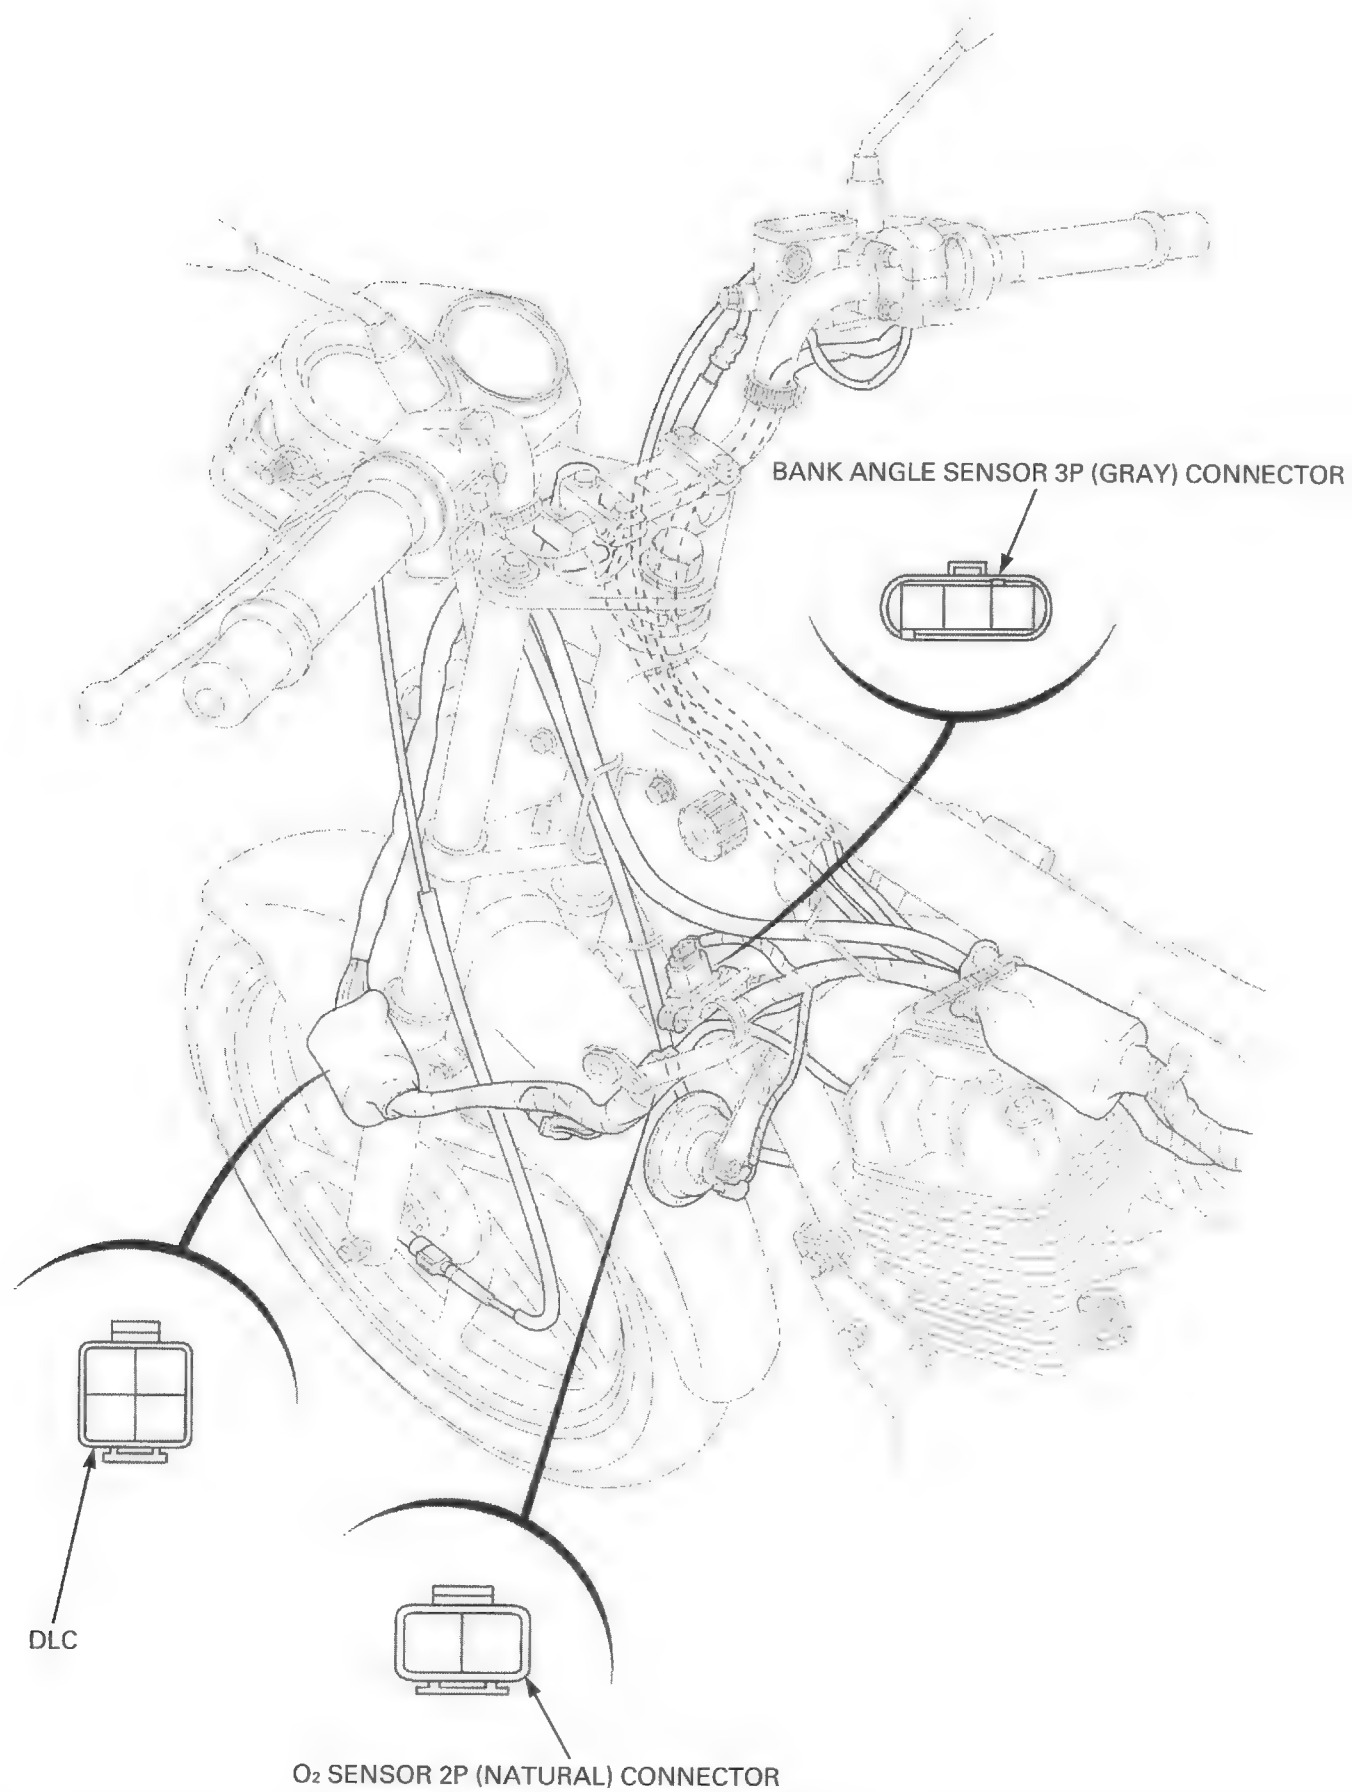 BANK ANGLE SENSOR 3P (GRAY) CONNECTOR
DLC
O₂ SENSOR 2P (NATURAL) CONNECTOR